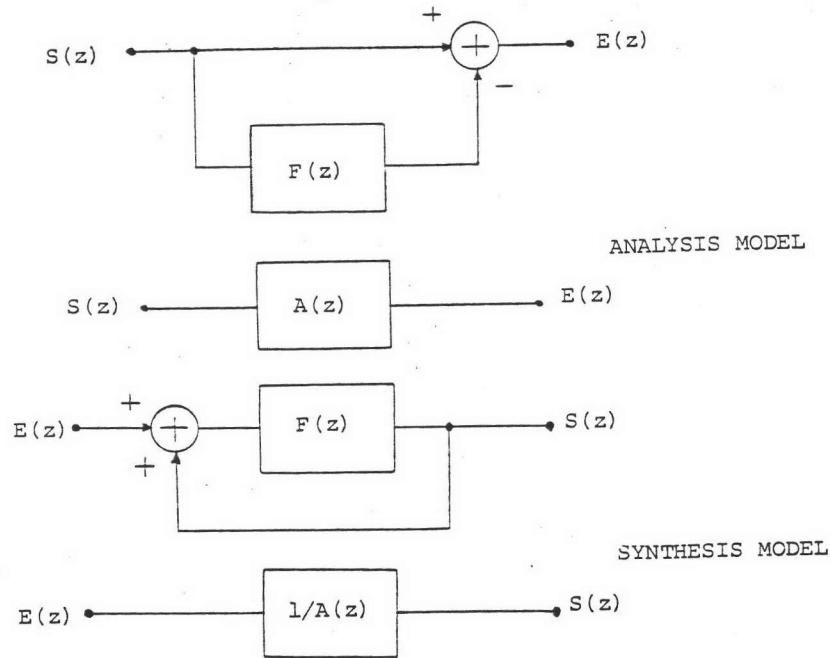 +
S(z)
+
E(z)
−
F(z)
ANALYSIS MODEL
S(z)
A(z)
E(z)
+
E(z)
+
F(z)
S(z)
+
SYNTHESIS MODEL
E(z)
1/A(z)
S(z)